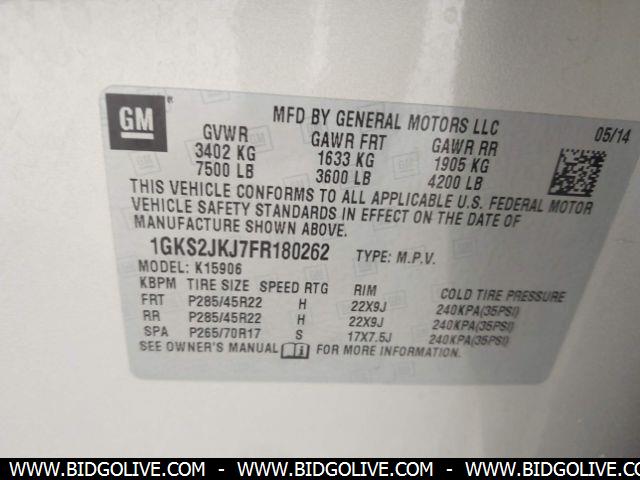 GM
MFD BY GENERAL MOTORS LLC
05/14
GVWR GAWR FRT GAWR RR
3402 KG 1633 KG 1905 KG
7500 LB 3600 LB 4200 LB
THIS VEHICLE CONFORMS TO ALL APPLICABLE U.S. FEDERAL MOTOR
VEHICLE SAFETY STANDARDS IN EFFECT ON THE DATE OF
MANUFACTURE SHOWN ABOVE.
1GKS2JKJ7FR180262 TYPE: M.P.V.
MODEL: K15906
KBPM TIRE SIZE SPEED RTG RIM COLD TIRE PRESSURE
FRT P285/45R22 H 22X9J 240KPA(35PSI)
RR P285/45R22 H 22X9J 240KPA(35PSI)
SPA P265/70R17 S 17X7.5J 240KPA(35PSI)
SEE OWNER'S MANUAL FOR MORE INFORMATION.
WWW.BIDGOLIVE.COM - WWW.BIDGOLIVE.COM - WWW.BIDGOLIVE.COM